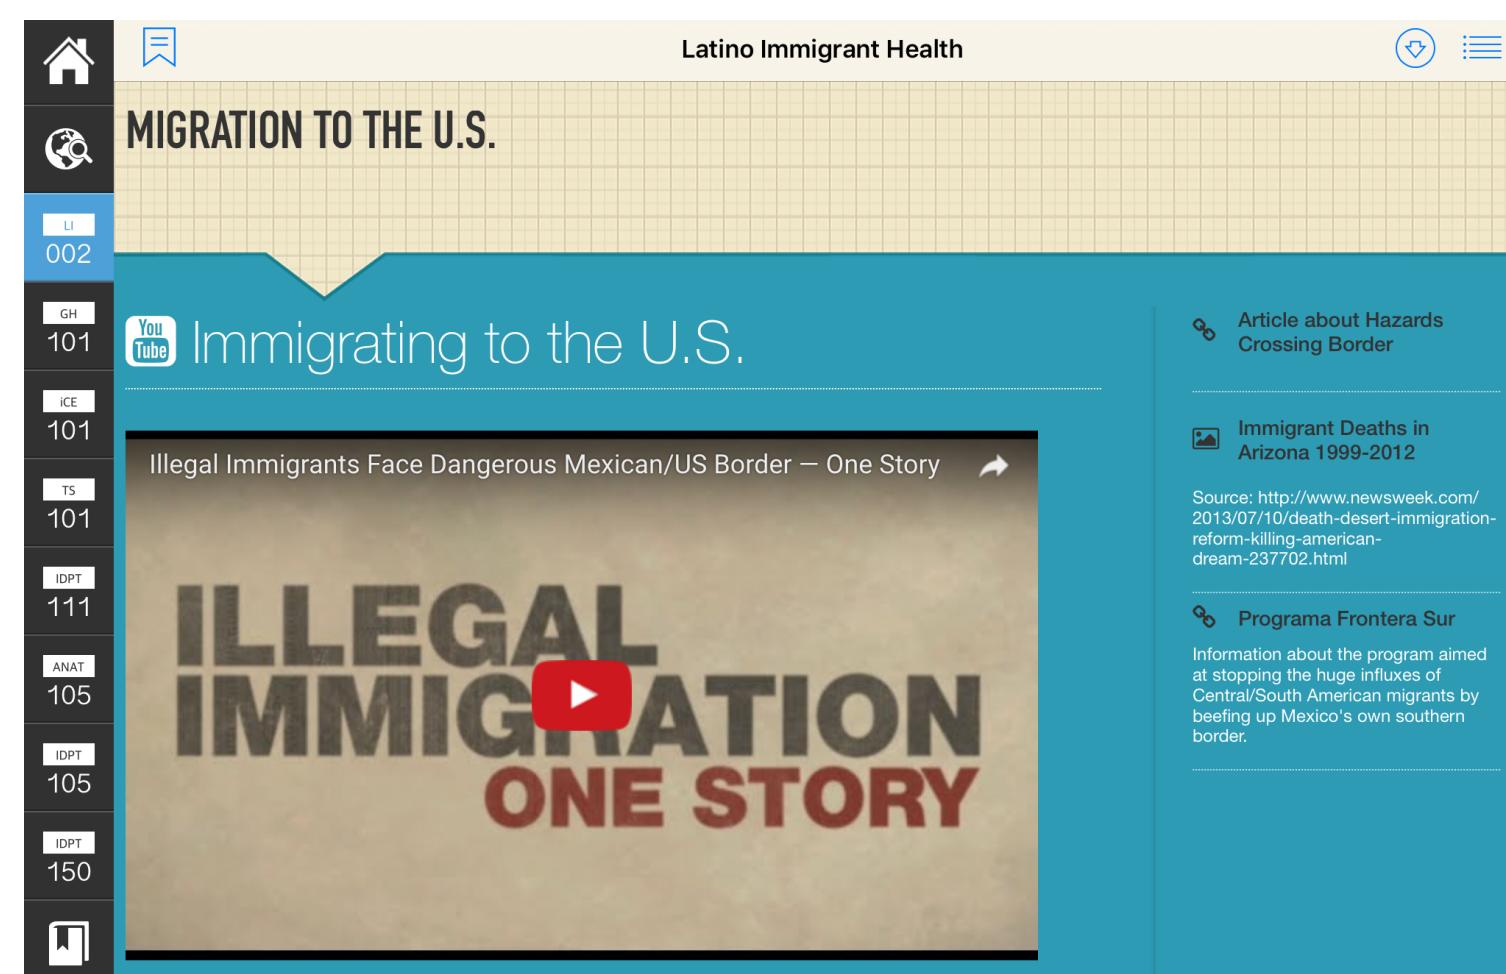 Latino Immigrant Health
MIGRATION TO THE U.S.
LI
002
GH
101
iCE
101
TS
101
IDPT
111
ANAT
105
IDPT
105
IDPT
150
You
Tube
Immigrating to the U.S.
Illegal Immigrants Face Dangerous Mexican/US Border — One Story
ILLEGAL
IMMIGRATION
ONE STORY
Article about Hazards
Crossing Border
Immigrant Deaths in
Arizona 1999-2012
Source: http://www.newsweek.com/
2013/07/10/death-desert-immigration-
reform-killing-american-
dream-237702.html
Programa Frontera Sur
Information about the program aimed
at stopping the huge influxes of
Central/South American migrants by
beefing up Mexico's own southern
border.